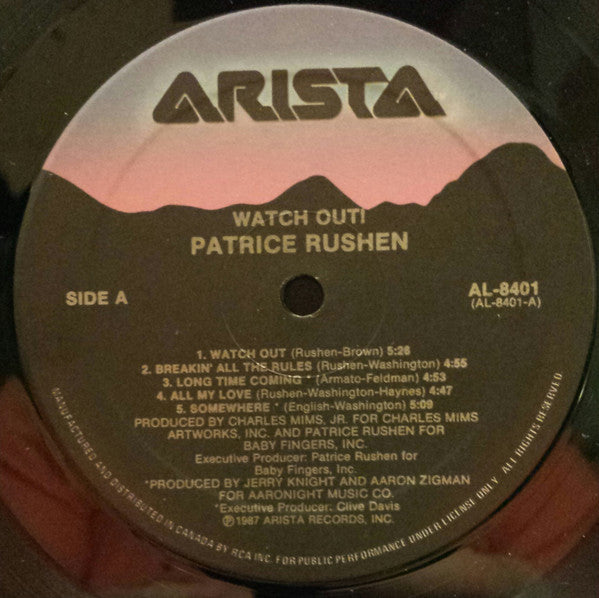 ARISTA
WATCH OUT!
PATRICE RUSHEN
SIDE A
AL-8401
(AL-8401-A)
1. WATCH OUT (Rushen-Brown) 5:26
2. BREAKIN' ALL THE RULES (Rushen-Washington) 4:55
3. LONG TIME COMING * (Armato-Feldman) 4:53
4. ALL MY LOVE (Rushen-Washington-Haynes) 4:47
5. SOMEWHERE * (English-Washington) 5:09
PRODUCED BY CHARLES MIMS, JR. FOR CHARLES MIMS
ARTWORKS, INC. AND PATRICE RUSHEN FOR
BABY FINGERS, INC.
Executive Producer: Patrice Rushen for
Baby Fingers, Inc.
*PRODUCED BY JERRY KNIGHT AND AARON ZIGMAN
FOR AARONIGHT MUSIC CO.
*Executive Producer: Clive Davis
℗1987 ARISTA RECORDS, INC.
MANUFACTURED AND DISTRIBUTED IN CANADA BY RCA INC. FOR PUBLIC PERFORMANCE UNDER LICENSE ONLY. ALL RIGHTS RESERVED